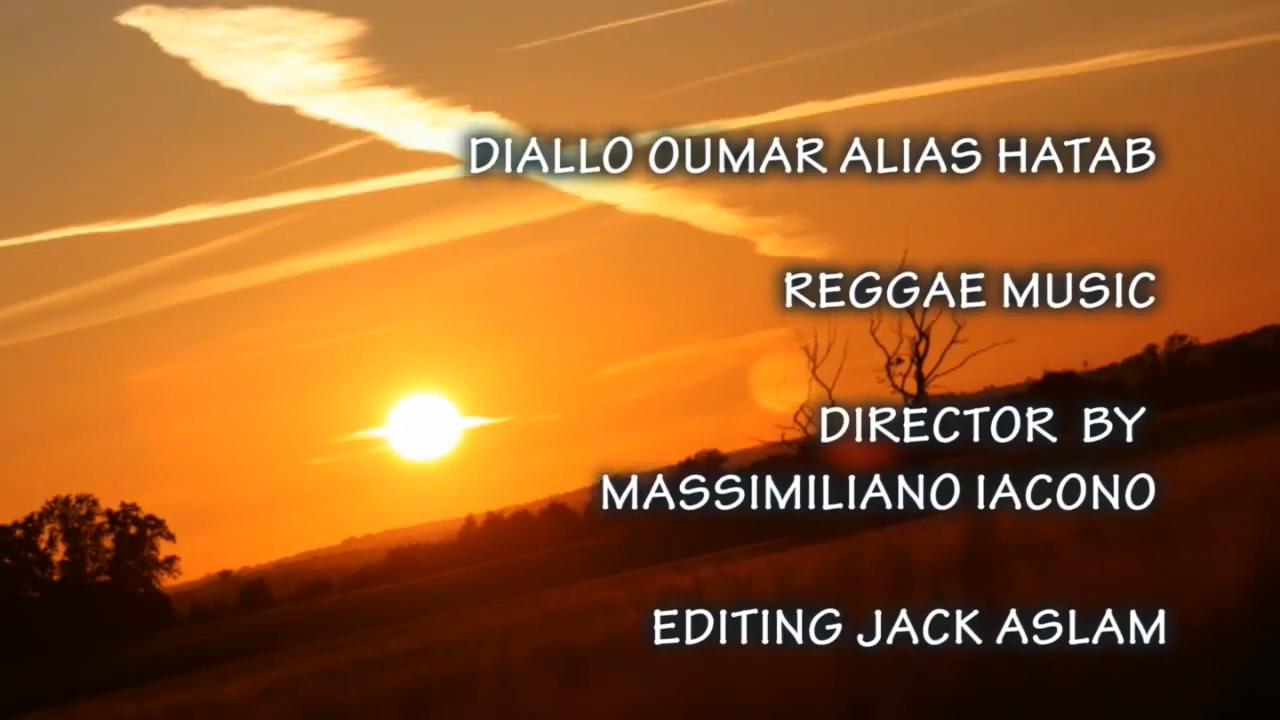 DIALLO OUMAR ALIAS HATAB
REGGAE MUSIC
DIRECTOR BY
MASSIMILIANO IACONO
EDITING JACK ASLAM